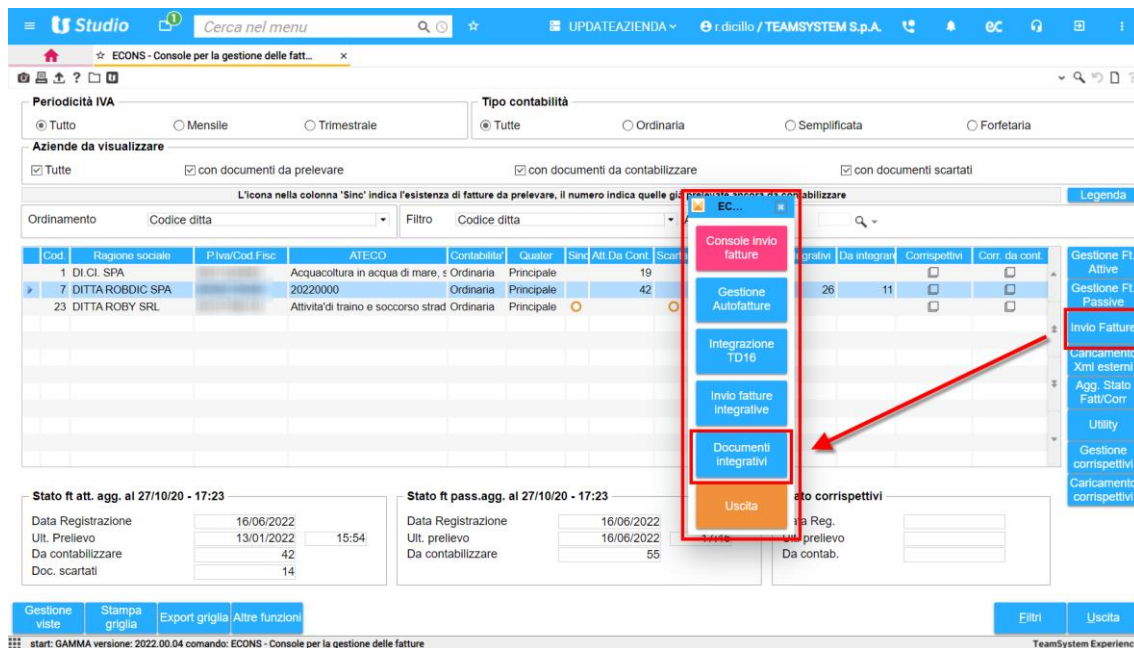 Studio
1
Cerca nel menu
UPDATEAZIENDA
r.dicillo / TEAMSYSTEM S.p.A.
ECONS - Console per la gestione delle fatt...
Periodicità IVA
Tutto
Mensile
Trimestrale
Tipo contabilità
Tutte
Ordinaria
Semplificata
Forfetaria
Aziende da visualizzare
Tutte
con documenti da prelevare
con documenti da contabilizzare
con documenti scartati
L'icona nella colonna 'Sinc' indica l'esistenza di fatture da prelevare, il numero indica quelle già prelevate ancora da contabilizzare
Legenda
Ordinamento
Codice ditta
Filtro
Codice ditta
Cod. Ragione sociale P.Iva/Cod.Fisc ATECO Contabilita' Quater Sinc Att.Da Cont. Da integrare Corrispettivi Corr. da cont.
1 DI.CI. SPA Acquacoltura in acqua di mare, s Ordinaria Principale 19
7 DITTA ROBDIC SPA 20220000 Ordinaria Principale 42 26 11
23 DITTA ROBY SRL Attivita'di traino e soccorso strad Ordinaria Principale
EC...
Console invio
fatture
Gestione
Autofatture
Integrazione
TD16
Invio fatture
integrative
Documenti
integrativi
Uscita
Gestione Ft.
Attive
Gestione Ft.
Passive
Invio Fatture
Caricamento
Xml esterni
Agg. Stato
Fatt/Corr
Utility
Gestione
corrispettivi
Caricamento
corrispettivi
Stato ft att. agg. al 27/10/20 - 17:23
Data Registrazione 16/06/2022
Ult. Prelievo 13/01/2022 15:54
Da contabilizzare 42
Doc. scartati 14
Stato ft pass.agg. al 27/10/20 - 17:23
Data Registrazione 16/06/2022
Ult. prelievo 16/06/2022
Da contabilizzare 55
corrispettivi
Data Reg.
Ult. prelievo
Da contab.
Gestione
viste
Stampa
griglia
Export griglia
Altre funzioni
Filtri
Uscita
start: GAMMA versione: 2022.00.04 comando: ECONS - Console per la gestione delle fatture
TeamSystem Experienc